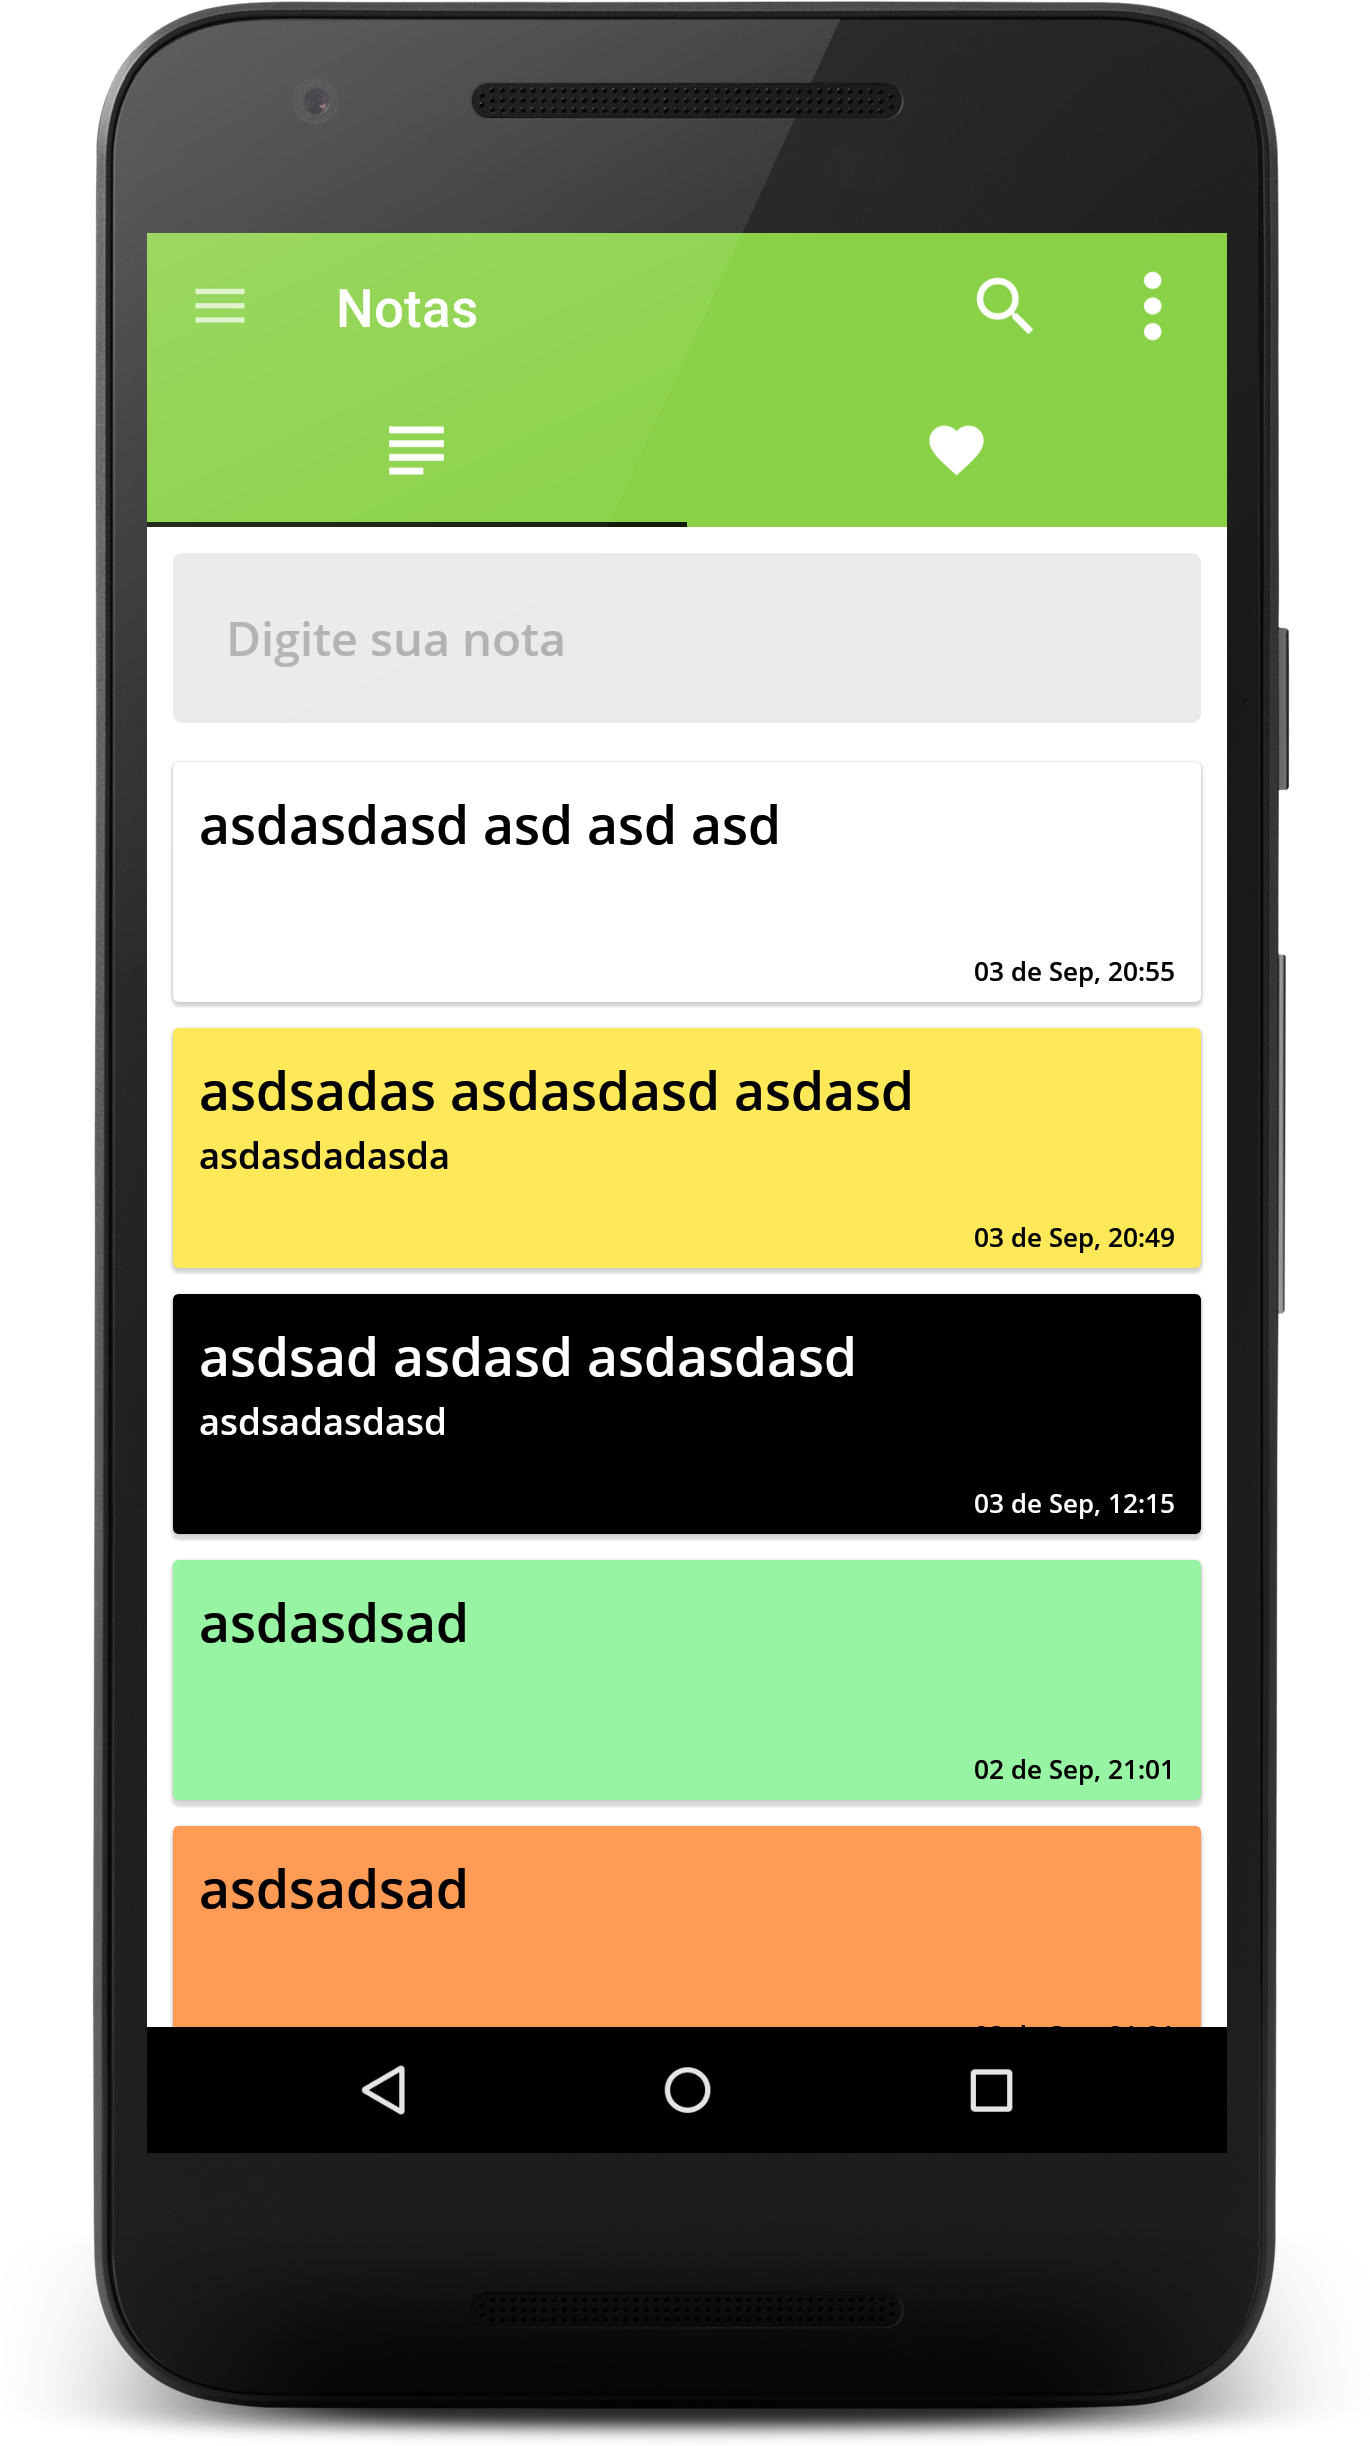 Notas
Digite sua nota
asdasdasd asd asd asd
03 de Sep, 20:55
asdsadas asdasdasd asdasd
asdasdadasda
03 de Sep, 20:49
asdsad asdasd asdasdasd
asdsadasdasd
03 de Sep, 12:15
asdasdsad
02 de Sep, 21:01
asdsadsad